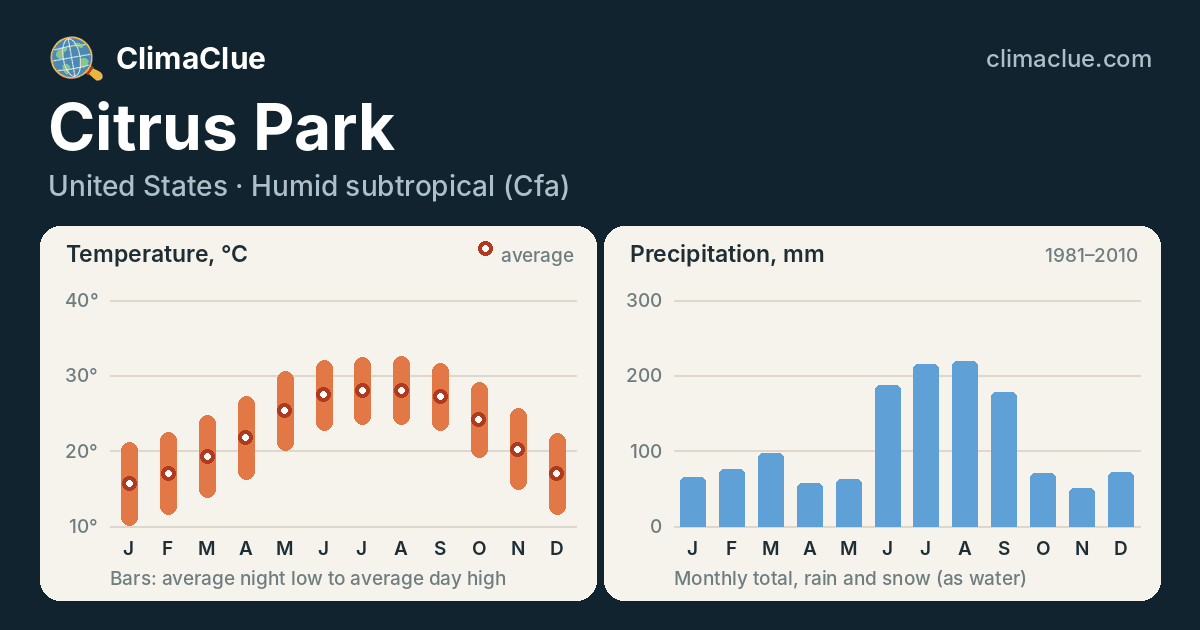 ClimaClue
climaclue.com
Citrus Park
United States · Humid subtropical (Cfa)
Temperature, °C
average
40°
30°
20°
10°
J F M A M J J A S O N D
Bars: average night low to average day high
Precipitation, mm
1981–2010
300
200
100
0
J F M A M J J A S O N D
Monthly total, rain and snow (as water)